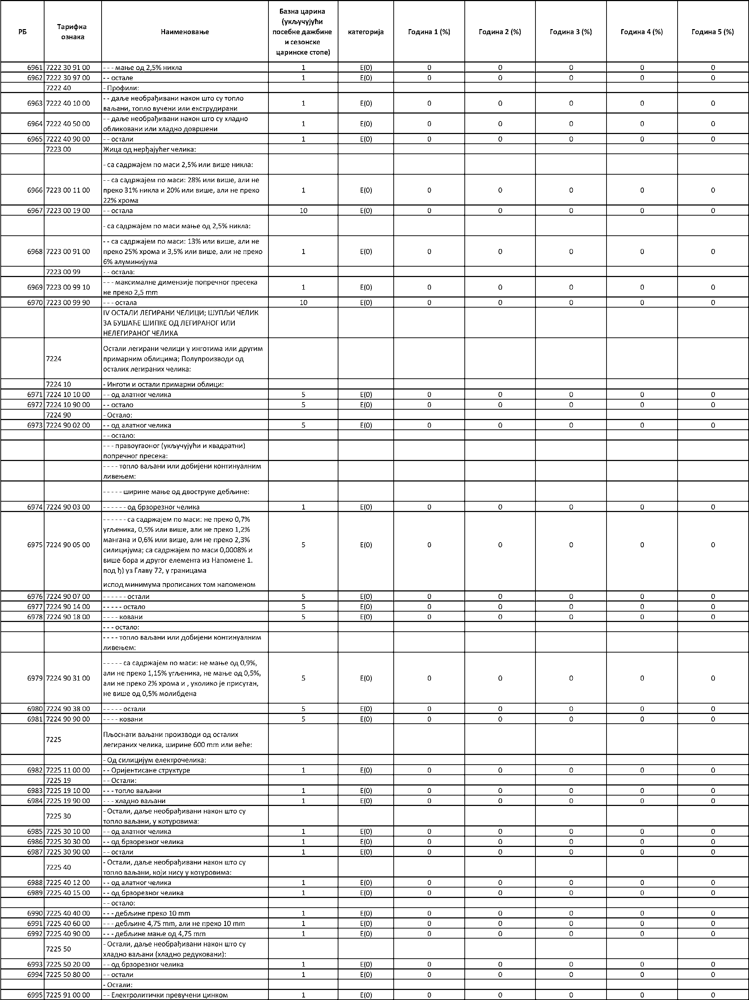 РБ | Тарифна ознака | Наименовање | Базна царина (укључујући посебне дажбине и сезонске царинске стопе) | категорија | Година 1 (%) | Година 2 (%) | Година 3 (%) | Година 4 (%) | Година 5 (%)
6961 7222 30 91 00 - - - мање од 2,5% никла 1 Е(0) 0 0 0 0 0
6962 7222 30 97 00 - - остале 1 Е(0) 0 0 0 0 0
7222 40 - Профили:
6963 7222 40 10 00 - - даље необрађивани након што су топло
ваљани, топло вучени или екструдирани 1 Е(0) 0 0 0 0 0
6964 7222 40 50 00 - - даље необрађивани након што су хладно
обликовани или хладно довршени 1 Е(0) 0 0 0 0 0
6965 7222 40 90 00 - - остали 1 Е(0) 0 0 0 0 0
7223 00 Жица од нерђајућег челика:
- са садржајем по маси 2,5% или више никла:
6966 7223 00 11 00 - - са садржајем по маси: 28% или више, али не
преко 31% никла и 20% или више, али не преко
22% хрома 1 Е(0) 0 0 0 0 0
6967 7223 00 19 00 - - остала 10 Е(0) 0 0 0 0 0
- са садржајем по маси мање од 2,5% никла:
6968 7223 00 91 00 - - са садржајем по маси: 13% или више, али не
преко 25% хрома и 3,5% или више, али не преко
6% алуминијума 1 Е(0) 0 0 0 0 0
7223 00 99 - - остала:
6969 7223 00 99 10 - - - максималне димензије попречног пресека
не преко 2,5 mm 1 Е(0) 0 0 0 0 0
6970 7223 00 99 90 - - - остала 10 Е(0) 0 0 0 0 0
IV ОСТАЛИ ЛЕГИРАНИ ЧЕЛИЦИ; ШУПЉИ ЧЕЛИК
ЗА БУШАЋЕ ШИПКЕ ОД ЛЕГИРАНОГ ИЛИ
НЕЛЕГИРАНОГ ЧЕЛИКА
7224 Остали легирани челици у инготима или другим
примарним облицима; Полупроизводи од
осталих легираних челика:
7224 10 - Инготи и остали примарни облици:
6971 7224 10 10 00 - - од алатног челика 5 Е(0) 0 0 0 0 0
6972 7224 10 90 00 - - остало 5 Е(0) 0 0 0 0 0
7224 90 - Остало:
6973 7224 90 02 00 - - од алатног челика 5 Е(0) 0 0 0 0 0
- - остало:
- - - правоугаоног (укључујући и квадратни)
попречног пресека:
- - - - топло ваљани или добијени континуалним
ливењем:
- - - - - ширине мање од двоструке дебљине:
6974 7224 90 03 00 - - - - - - од брзорезног челика 1 Е(0) 0 0 0 0 0
6975 7224 90 05 00 - - - - - - са садржајем по маси: не преко 0,7%
угљеника, 0,5% или више, али не преко 1,2%
мангана и 0,6% или више, али не преко 2,3%
силицијума; са садржајем по маси 0,0008% и
више бора и другог елемента из Напомене 1.
под ђ) уз Главу 72, у границама
испод минимума прописаних том напоменом 5 Е(0) 0 0 0 0 0
6976 7224 90 07 00 - - - - - - остали 5 Е(0) 0 0 0 0 0
6977 7224 90 14 00 - - - - - остало 5 Е(0) 0 0 0 0 0
6978 7224 90 18 00 - - - - ковани 5 Е(0) 0 0 0 0 0
- - - остало:
- - - - топло ваљани или добијени континуалним
ливењем:
6979 7224 90 31 00 - - - - - са садржајем по маси: не мање од 0,9%,
али не преко 1,15% угљеника, не мање од 0,5%,
али не преко 2% хрома и , уколико је присутан,
не више од 0,5% молибдена 5 Е(0) 0 0 0 0 0
6980 7224 90 38 00 - - - - - остали 5 Е(0) 0 0 0 0 0
6981 7224 90 90 00 - - - - ковани 5 Е(0) 0 0 0 0 0
7225 Пљоснати ваљани производи од осталих
легираних челика, ширине 600 mm или веће:
- Од силицијум електрочелика:
6982 7225 11 00 00 - - Оријентисане структуре 1 Е(0) 0 0 0 0 0
7225 19 - - Остали:
6983 7225 19 10 00 - - - топло ваљани 1 Е(0) 0 0 0 0 0
6984 7225 19 90 00 - - - хладно ваљани 1 Е(0) 0 0 0 0 0
7225 30 - Остали, даље необрађивани након што су
топло ваљани, у котуровима:
6985 7225 30 10 00 - - од алатног челика 1 Е(0) 0 0 0 0 0
6986 7225 30 30 00 - - од брзорезног челика 1 Е(0) 0 0 0 0 0
6987 7225 30 90 00 - - остали 1 Е(0) 0 0 0 0 0
7225 40 - Остали, даље необрађивани након што су
топло ваљани, који нису у котуровима:
6988 7225 40 12 00 - - од алатног челика 1 Е(0) 0 0 0 0 0
6989 7225 40 15 00 - - од брзорезног челика 1 Е(0) 0 0 0 0 0
- - остало:
6990 7225 40 40 00 - - - дебљине преко 10 mm 1 Е(0) 0 0 0 0 0
6991 7225 40 60 00 - - - дебљине 4,75 mm, али не преко 10 mm 1 Е(0) 0 0 0 0 0
6992 7225 40 90 00 - - - дебљине мање од 4,75 mm 1 Е(0) 0 0 0 0 0
7225 50 - Остали, даље необрађивани након што су
хладно ваљани (хладно редуковани):
6993 7225 50 20 00 - - од брзорезног челика 1 Е(0) 0 0 0 0 0
6994 7225 50 80 00 - - остали 1 Е(0) 0 0 0 0 0
- Остали:
6995 7225 91 00 00 - - Електролитички превучени цинком 1 Е(0) 0 0 0 0 0